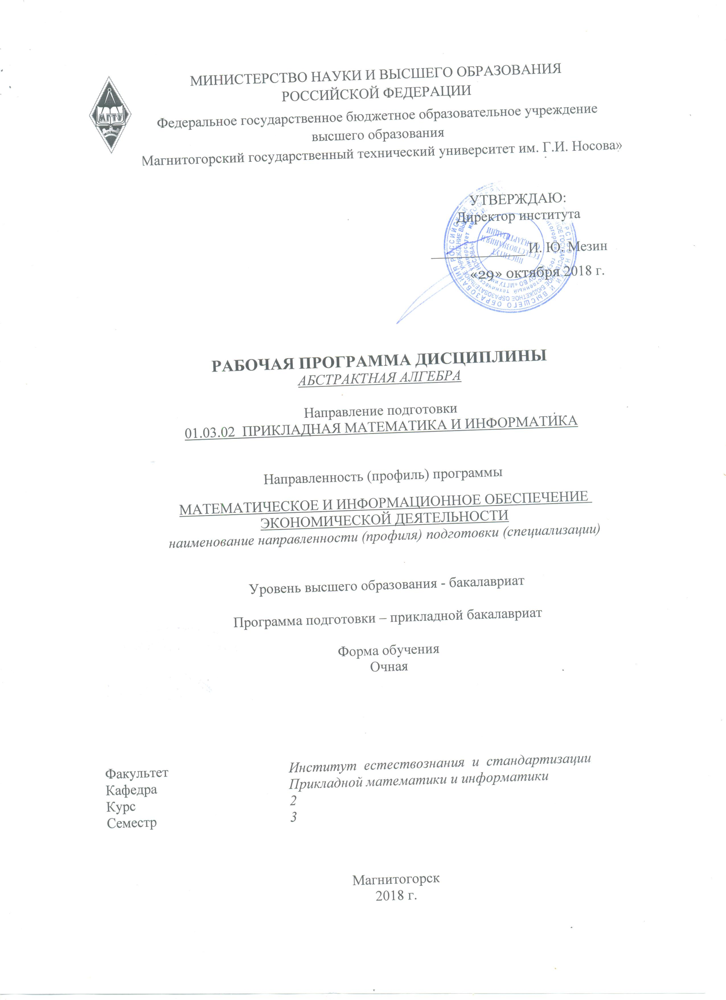 МИНИСТЕРСТВО НАУКИ И ВЫСШЕГО ОБРАЗОВАНИЯ
РОССИЙСКОЙ ФЕДЕРАЦИИ
Федеральное государственное бюджетное образовательное учреждение
высшего образования
Магнитогорский государственный технический университет им. Г.И. Носова»
МГТУ
УТВЕРЖДАЮ:
Директор института
И. Ю. Мезин
«29» октября 2018 г.
ИНСТИТУТ
ЕСТЕСТВОЗНАНИЯ И
СТАНДАРТИЗАЦИИ
РАБОЧАЯ ПРОГРАММА ДИСЦИПЛИНЫ
АБСТРАКТНАЯ АЛГЕБРА
Направление подготовки
01.03.02 ПРИКЛАДНАЯ МАТЕМАТИКА И ИНФОРМАТИКА
Направленность (профиль) программы
МАТЕМАТИЧЕСКОЕ И ИНФОРМАЦИОННОЕ ОБЕСПЕЧЕНИЕ
ЭКОНОМИЧЕСКОЙ ДЕЯТЕЛЬНОСТИ
наименование направленности (профиля) подготовки (специализации)
Уровень высшего образования - бакалавриат
Программа подготовки – прикладной бакалавриат
Форма обучения
Очная
Факультет Институт естествознания и стандартизации
Кафедра Прикладной математики и информатики
Курс 2
Семестр 3
Магнитогорск
2018 г.